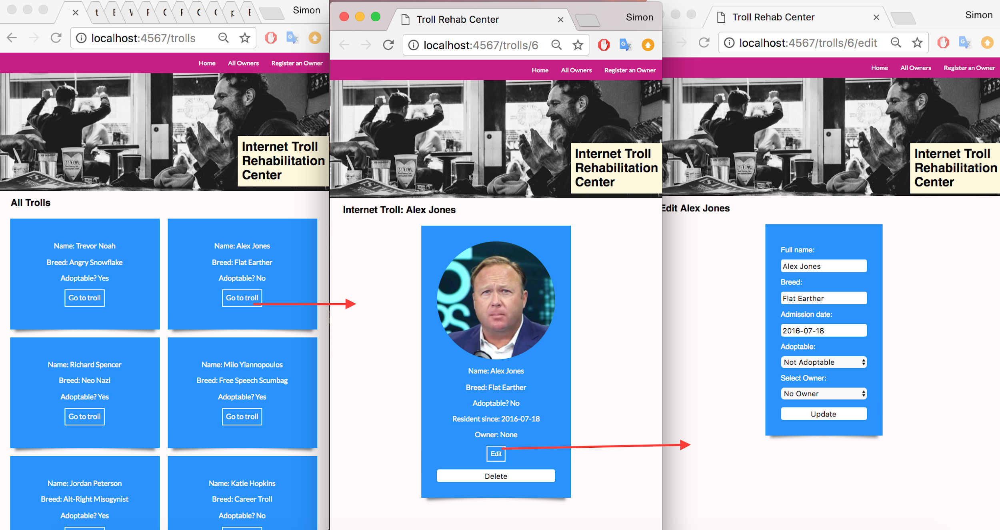 t
E
W
F
C
F
C
C
p
E
Simon
localhost:4567/trolls
Home
All Owners
Register an Owner
Internet Troll
Rehabilitation
Center
All Trolls
Name: Trevor Noah
Breed: Angry Snowflake
Adoptable? Yes
Go to troll
Name: Alex Jones
Breed: Flat Earther
Adoptable? No
Go to troll
Name: Richard Spencer
Breed: Neo Nazi
Adoptable? Yes
Go to troll
Name: Milo Yiannopoulos
Breed: Free Speech Scumbag
Adoptable? Yes
Go to troll
Name: Jordan Peterson
Breed: Alt-Right Misogynist
Adoptable? Yes
Name: Katie Hopkins
Breed: Career Troll
Adoptable? No
Troll Rehab Center
Simon
localhost:4567/trolls/6
Home
All Owners
Register an Owner
Internet Troll
Rehabilitation
Center
Internet Troll: Alex Jones
Name: Alex Jones
Breed: Flat Earther
Adoptable? No
Resident since: 2016-07-18
Owner: None
Edit
Delete
Troll Rehab Center
Simon
localhost:4567/trolls/6/edit
Home
All Owners
Register an Owner
Internet Troll
Rehabilitation
Center
Edit Alex Jones
Full name:
Alex Jones
Breed:
Flat Earther
Admission date:
2016-07-18
Adoptable:
Not Adoptable
Select Owner:
No Owner
Update